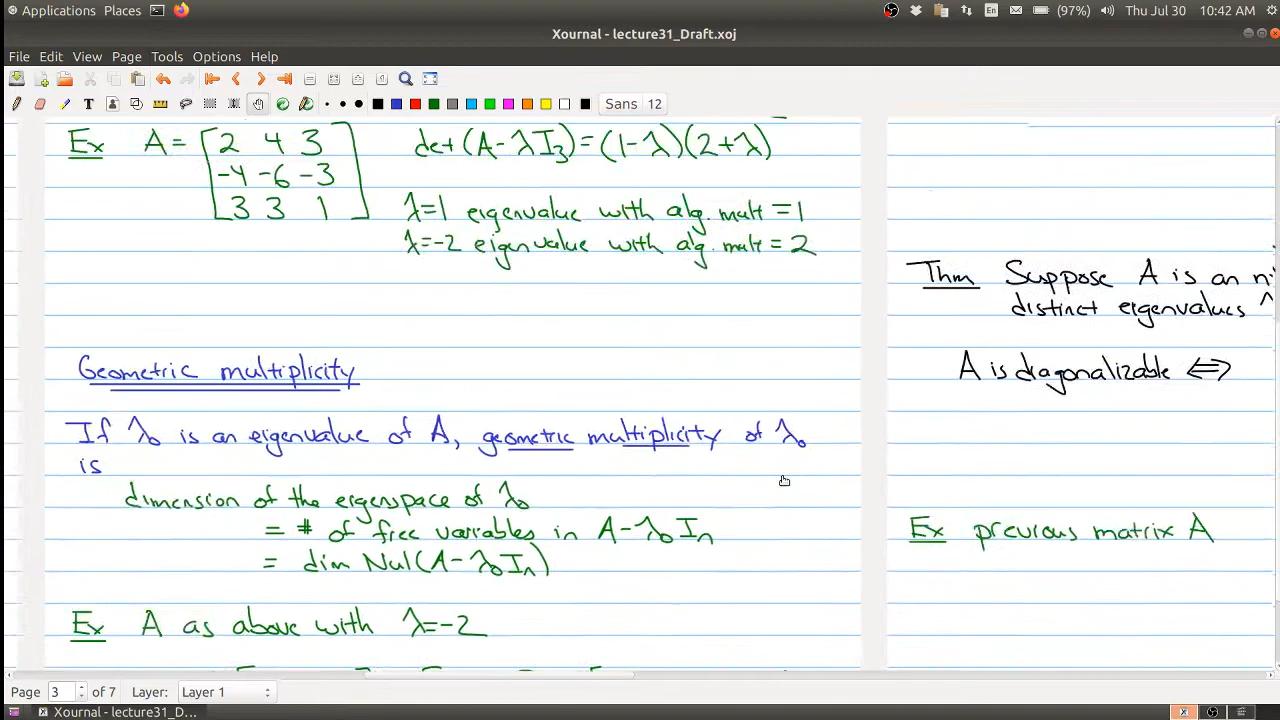 Applications Places En (97%) Thu Jul 30 10:42 AM
Xournal - lecture31_Draft.xoj
File Edit View Page Tools Options Help
Sans 12
Ex A = [2 4 3
-4 -6 -3
3 3 1]
det(A-λI₃)=(1-λ)(2+λ)
λ=1 eigenvalue with alg. mult = 1
λ=-2 eigenvalue with alg. mult = 2
Geometric multiplicity
If λ₀ is an eigenvalue of A, geometric multiplicity of λ₀
is
dimension of the eigenspace of λ₀
= # of free variables in A-λ₀Iₙ
= dim Nul(A-λ₀Iₙ)
Ex A as above with λ=-2
Thm Suppose A is an
distinct eigenvalues
A is diagonalizable ⇔
Ex previous matrix A
Page 3 of 7 Layer: Layer 1
Xournal - lecture31_D...